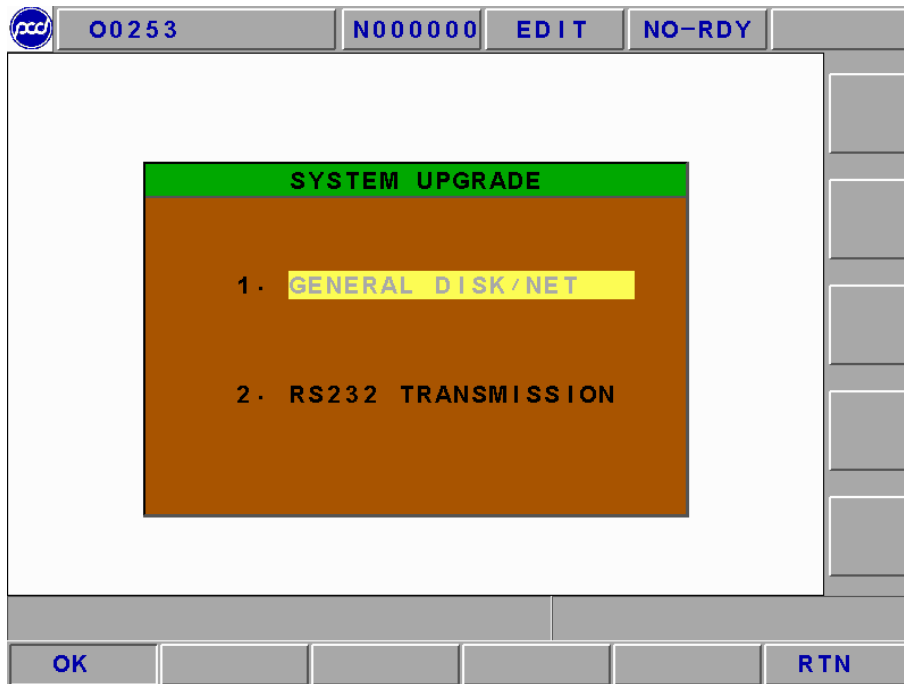 pcd O0253 N000000 EDIT NO-RDY
SYSTEM UPGRADE
1. GENERAL DISK/NET
2. RS232 TRANSMISSION
OK RTN